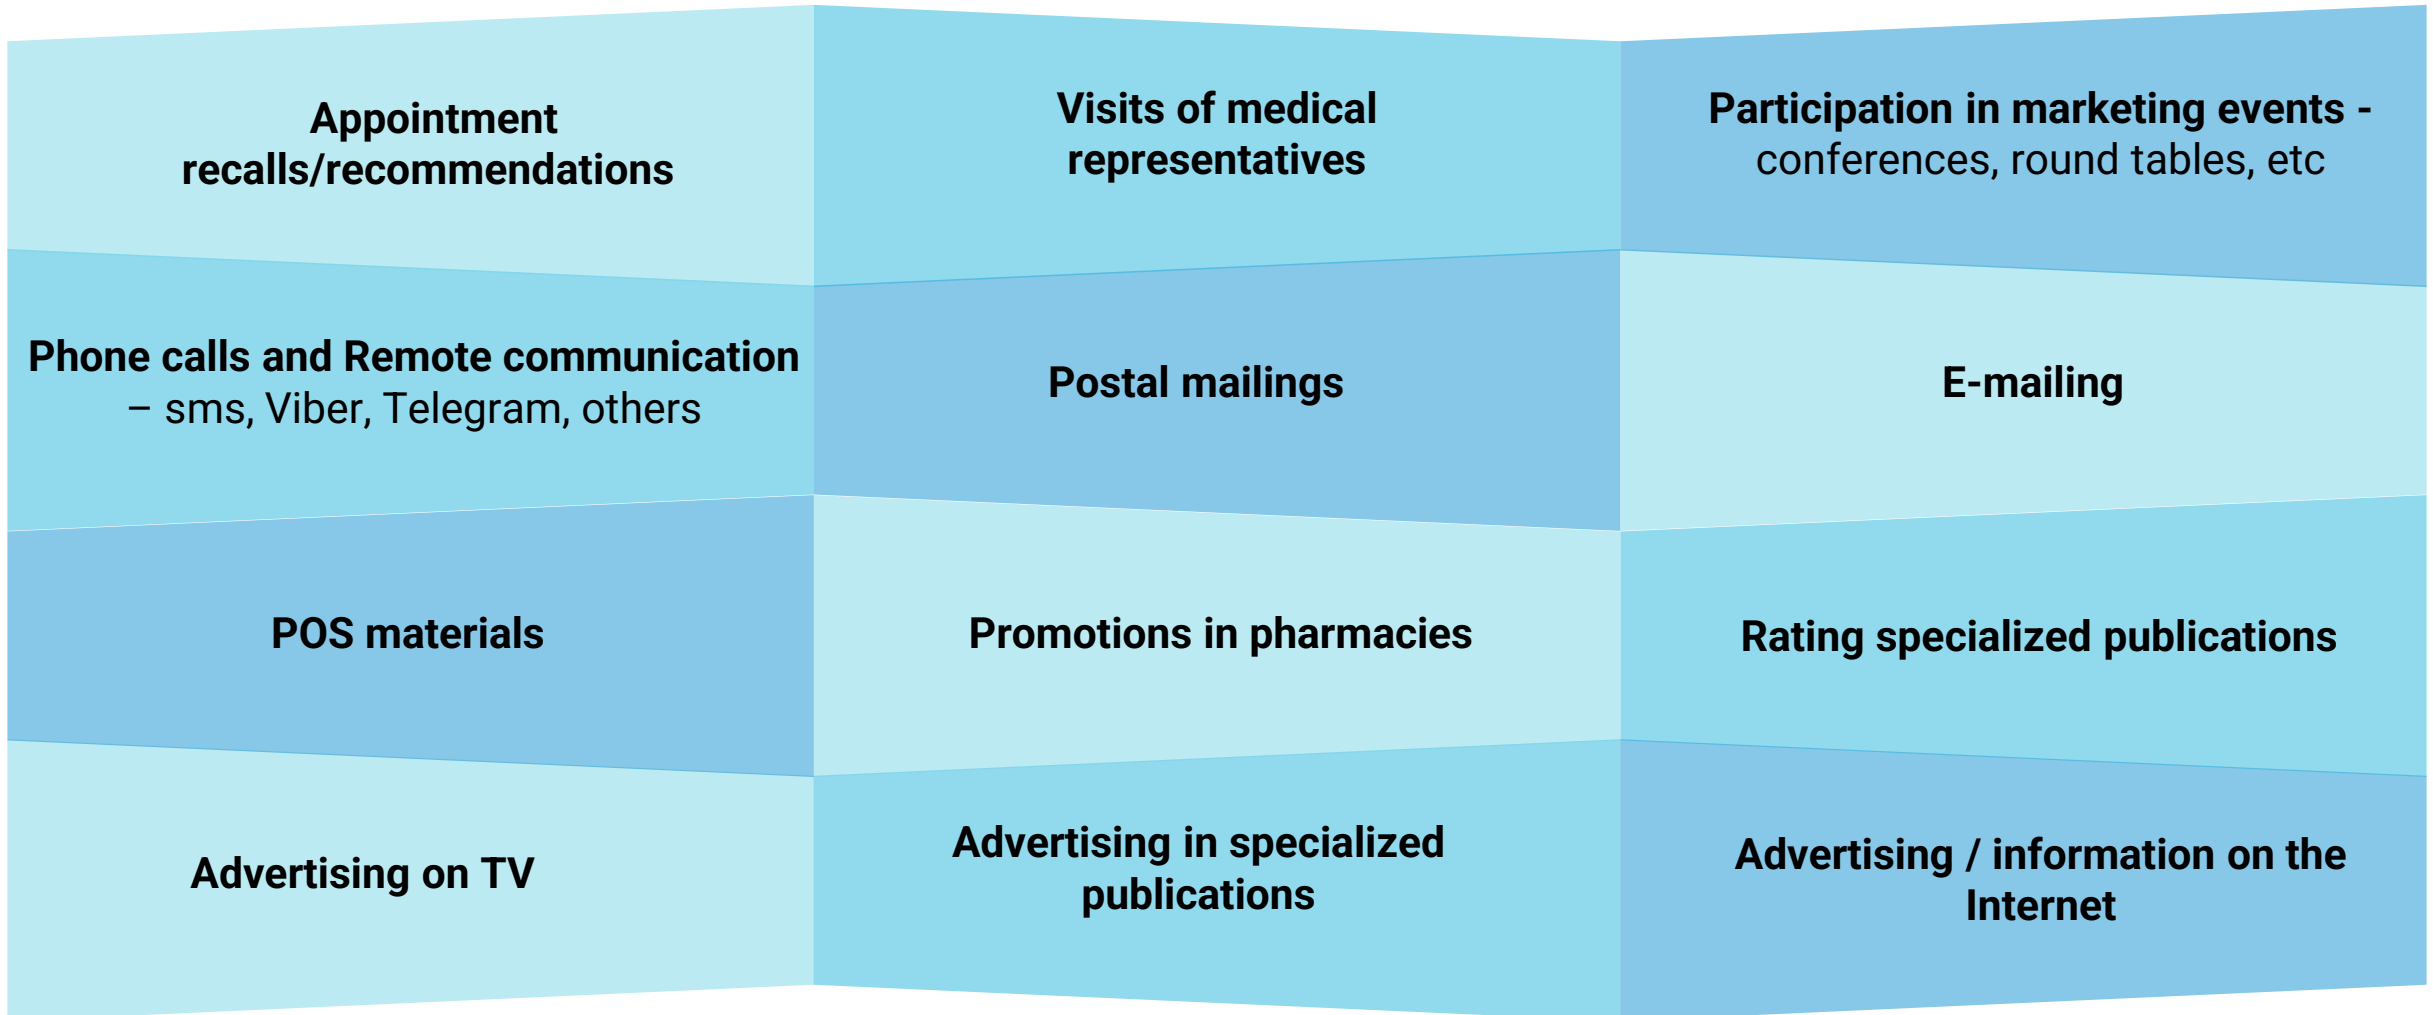 Appointment
recalls/recommendations
Visits of medical
representatives
Participation in marketing events -
conferences, round tables, etc
Phone calls and Remote communication
– sms, Viber, Telegram, others
Postal mailings
E-mailing
POS materials
Promotions in pharmacies
Rating specialized publications
Advertising on TV
Advertising in specialized
publications
Advertising / information on the
Internet